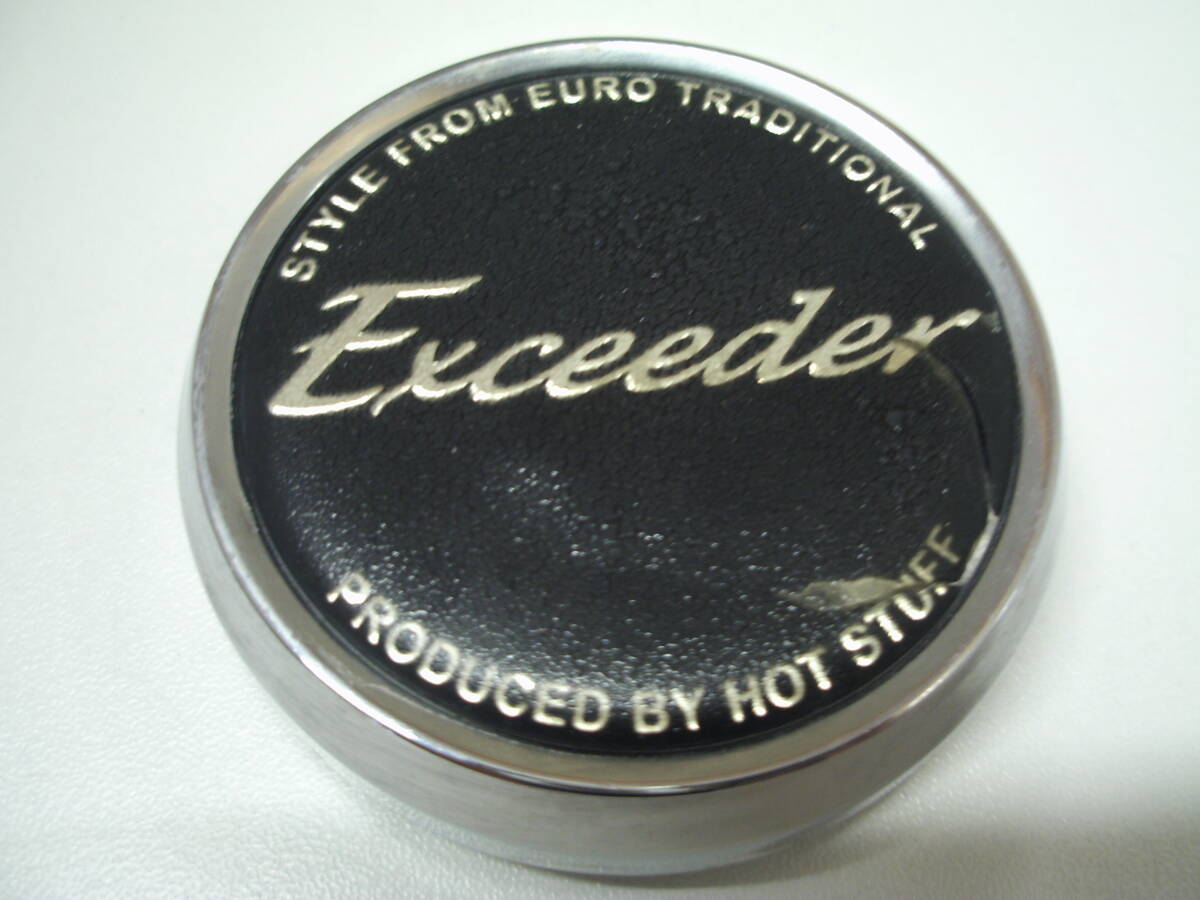 STYLE FROM EURO TRADITIONAL
Exceeder
PRODUCED BY HOT STUFF